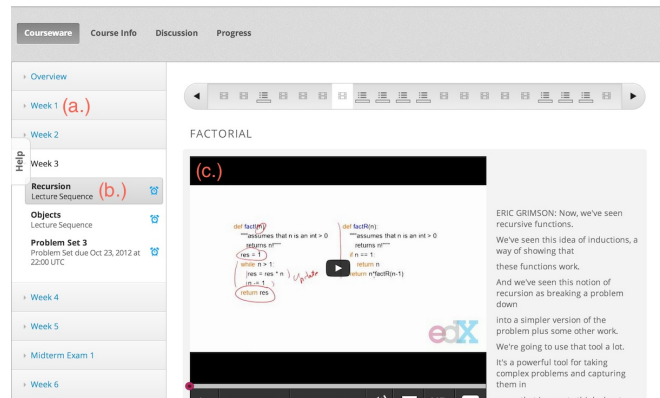 Courseware
Course Info
Discussion
Progress
Overview
Week 1
(a.)
Week 2
Help
Week 3
Recursion
Lecture Sequence
(b.)
Objects
Lecture Sequence
Problem Set 3
Problem Set due Oct 23, 2012 at
22:00 UTC
Week 4
Week 5
Midterm Exam 1
Week 6
FACTORIAL
(c.)
def factI(n):
"""assumes that n is an int > 0
returns n!"""
res = 1
while n > 1:
res = res * n
n -= 1
return res
Update
def factR(n):
"""assumes that n is an int > 0
returns n!"""
if n == 1:
return n
return n*factR(n-1)
edX
ERIC GRIMSON: Now, we've seen
recursive functions.
We've seen this idea of inductions, a
way of showing that
these functions work.
And we've seen this notion of
recursion as breaking a problem
down
into a simpler version of the
problem plus some other work.
We're going to use that tool a lot.
It's a powerful tool for taking
complex problems and capturing
them in